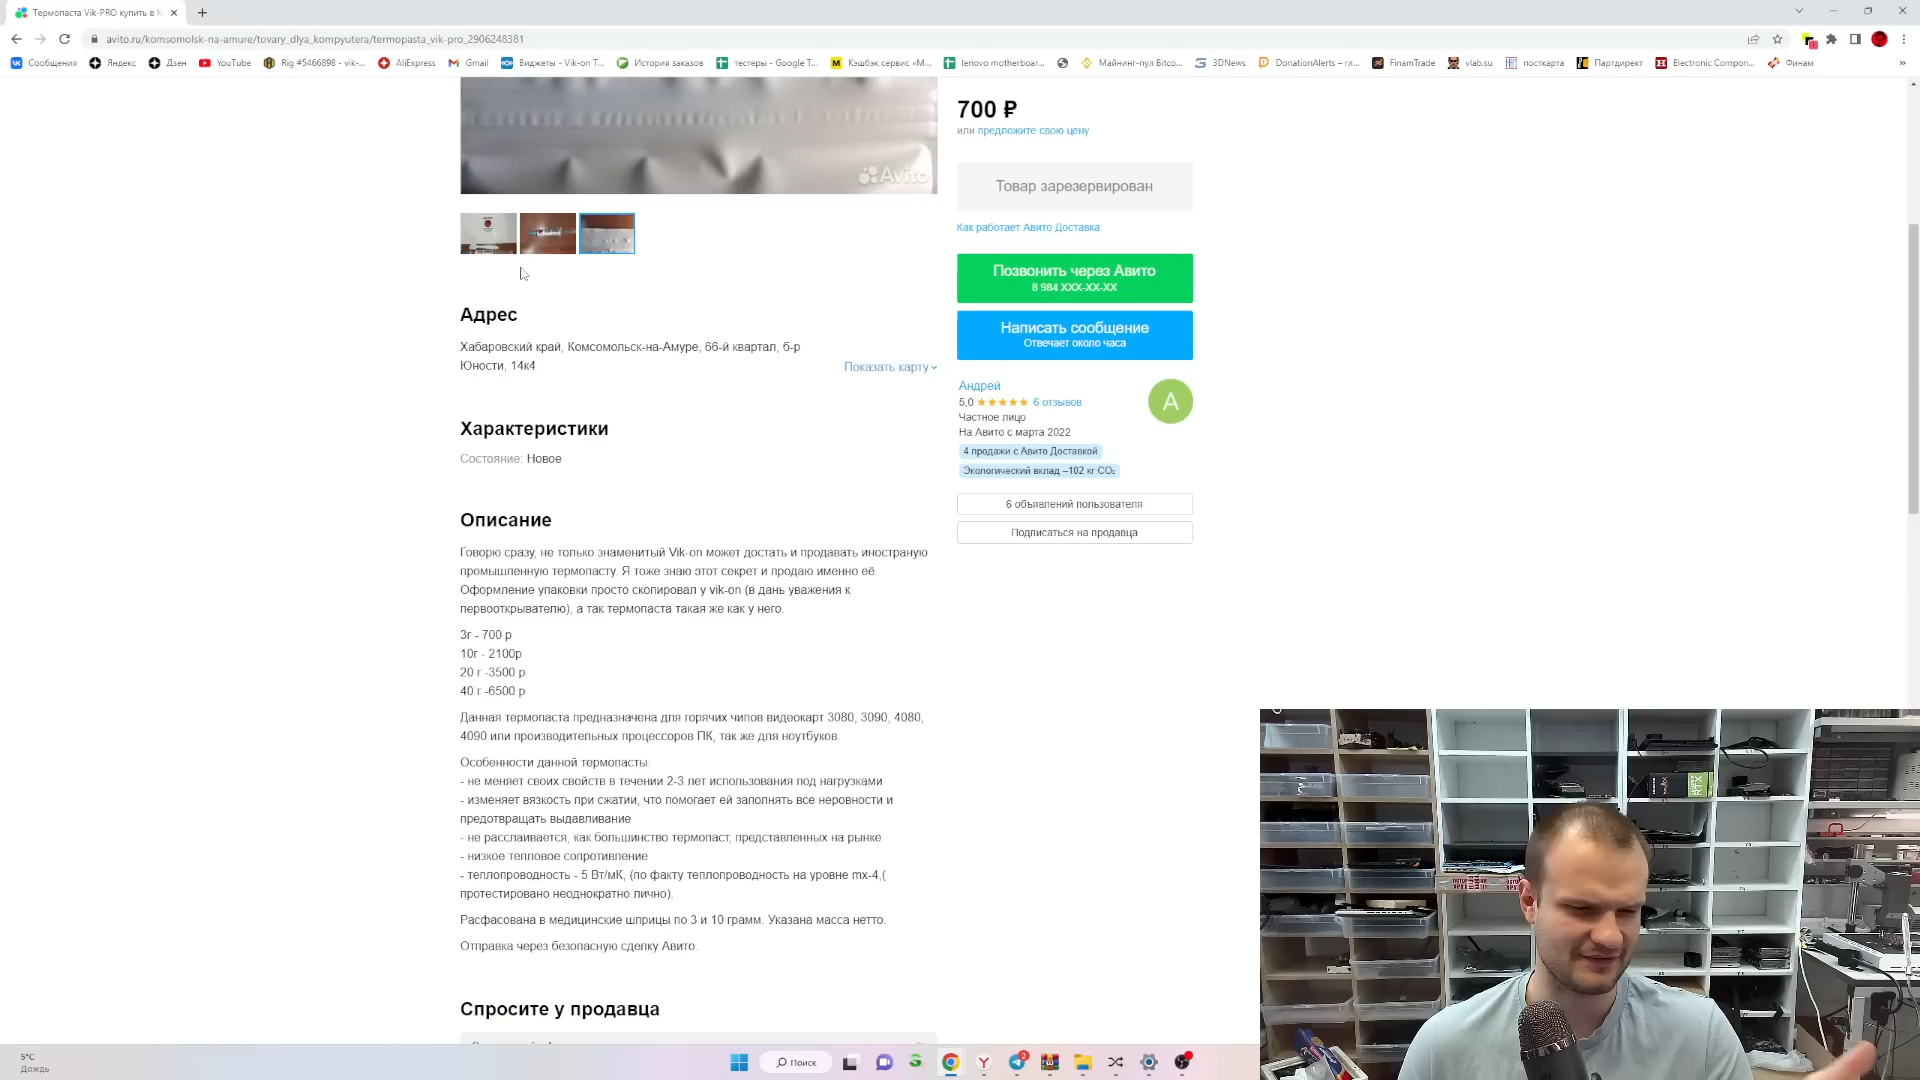 Термопаста Vik-PRO купить в К
avito.ru/komsomolsk-na-amure/tovary_dlya_kompyutera/termopasta_vik-pro_2906248381
Сообщения
Яндекс
Дзен
YouTube
Rig #5466898 - vik-...
AliExpress
Gmail
Виджеты - Vik-on T...
История заказов
тестеры - Google Т...
Кэшбэк сервис «М...
lenovo motherboar...
Майнинг-пул Bitco...
3DNews
DonationAlerts – гл...
FinamTrade
vlab.su
посткарта
Партдирект
Electronic Compon...
Финам
Avito
700 ₽
или предложите свою цену
Товар зарезервирован
Как работает Авито Доставка
Позвонить через Авито
8 984 XXX-XX-XX
Написать сообщение
Отвечает около часа
Адрес
Хабаровский край, Комсомольск-на-Амуре, 66-й квартал, б-р
Юности, 14к4
Показать карту
Андрей
5,0 ★★★★★ 6 отзывов
Частное лицо
На Авито с марта 2022
4 продажи с Авито Доставкой
Экологический вклад –102 кг CO₂
А
6 объявлений пользователя
Подписаться на продавца
Характеристики
Состояние: Новое
Описание
Говорю сразу, не только знаменитый Vik-on может достать и продавать иностраную
промышленную термопасту. Я тоже знаю этот секрет и продаю именно её.
Оформление упаковки просто скопировал у vik-on (в дань уважения к
первооткрывателю), а так термопаста такая же как у него.
3г - 700 р
10г - 2100р
20 г -3500 р
40 г -6500 р
Данная термопаста предназначена для горячих чипов видеокарт 3080, 3090, 4080,
4090 или производительных процессоров ПК, так же для ноутбуков.
Особенности данной термопасты:
- не меняет своих свойств в течении 2-3 лет использования под нагрузками
- изменяет вязкость при сжатии, что помогает ей заполнять все неровности и
предотвращать выдавливание
- не расслаивается, как большинство термопаст, представленных на рынке
- низкое тепловое сопротивление
- теплопроводность - 5 Вт/мК, (по факту теплопроводность на уровне mx-4,(
протестировано неоднократно лично).
Расфасована в медицинские шприцы по 3 и 10 грамм. Указана масса нетто.
Отправка через безопасную сделку Авито.
Спросите у продавца
RTX
5°C
Дождь
Поиск
2